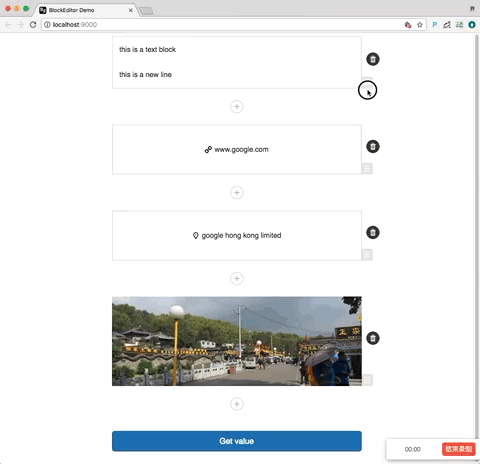 BlockEditor Demo
localhost:9000
this is a text block
this is a new line
www.google.com
google hong kong limited
Get value
00:00
结束录制